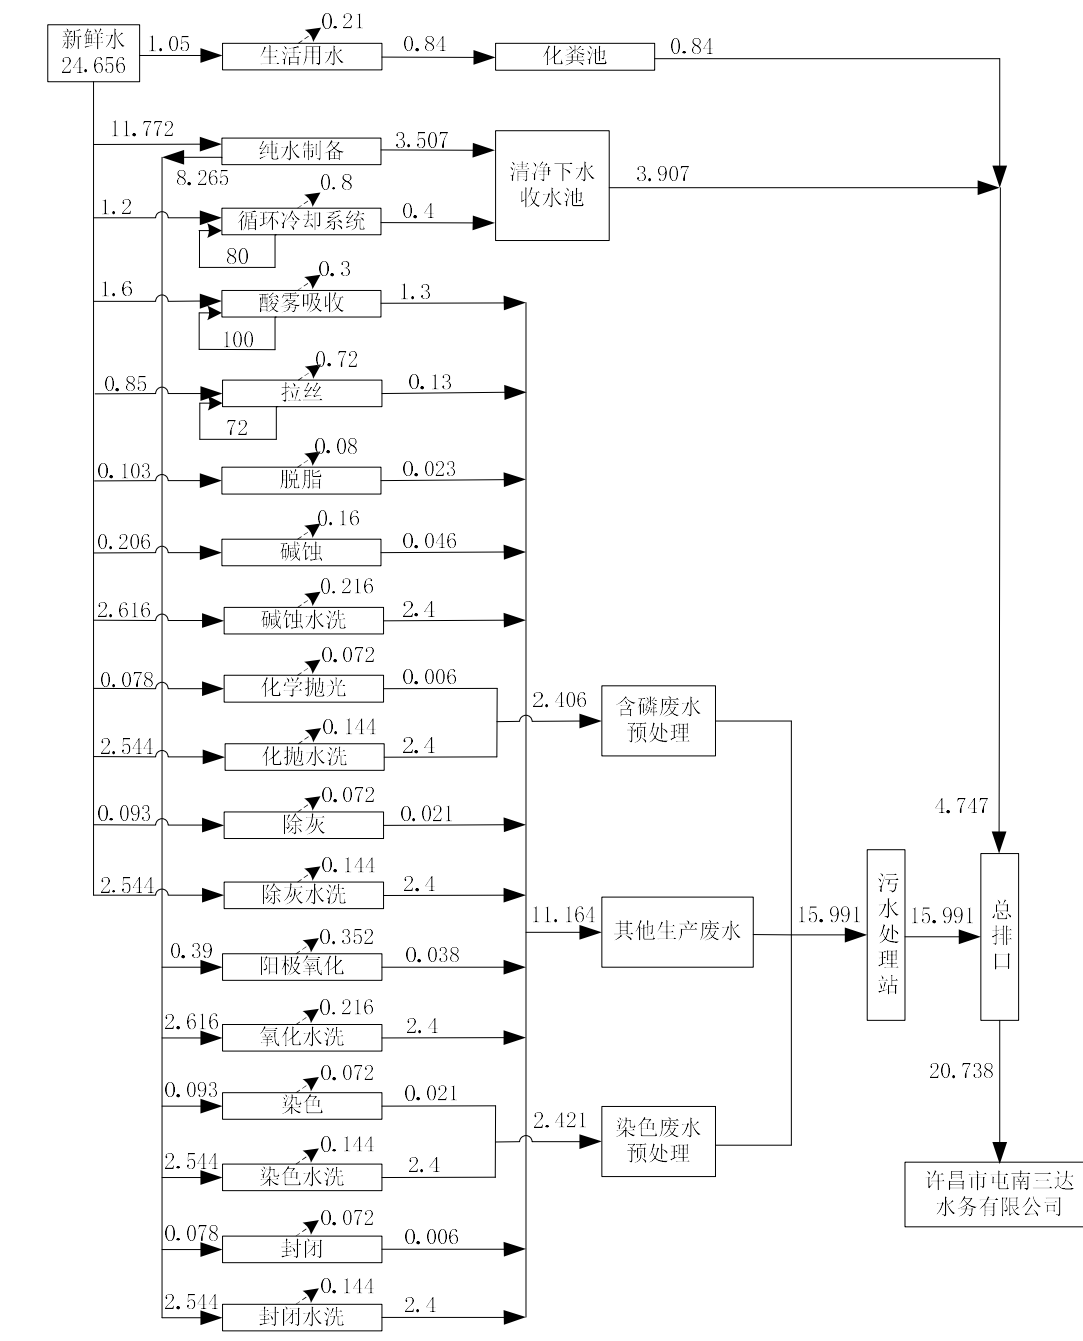 新鲜水
24.656
1.05
0.21
生活用水
0.84
化粪池
0.84
11.772
纯水制备
3.507
8.265
清净下水
收水池
3.907
1.2
0.8
循环冷却系统
0.4
80
1.6
0.3
酸雾吸收
1.3
100
0.85
0.72
拉丝
0.13
72
0.103
0.08
脱脂
0.023
0.206
0.16
碱蚀
0.046
2.616
0.216
碱蚀水洗
2.4
0.078
0.072
化学抛光
0.006
2.406
含磷废水
预处理
2.544
0.144
化抛水洗
2.4
0.093
0.072
除灰
0.021
4.747
2.544
0.144
除灰水洗
2.4
11.164
其他生产废水
15.991
污水处理站
15.991
总排口
0.39
0.352
阳极氧化
0.038
2.616
0.216
氧化水洗
2.4
20.738
0.093
0.072
染色
0.021
2.421
染色废水
预处理
2.544
0.144
染色水洗
2.4
许昌市屯南三达
水务有限公司
0.078
0.072
封闭
0.006
2.544
0.144
封闭水洗
2.4